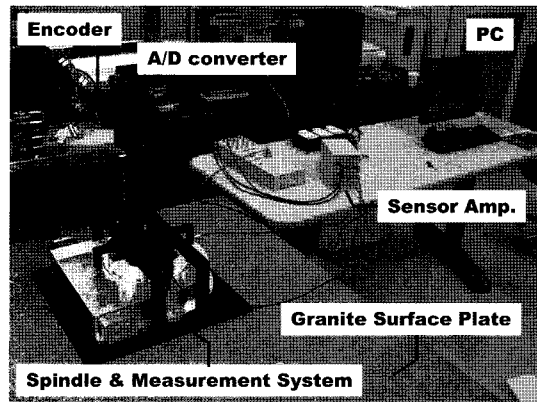 Encoder
PC
A/D converter
Sensor Amp.
Granite Surface Plate
Spindle & Measurement System